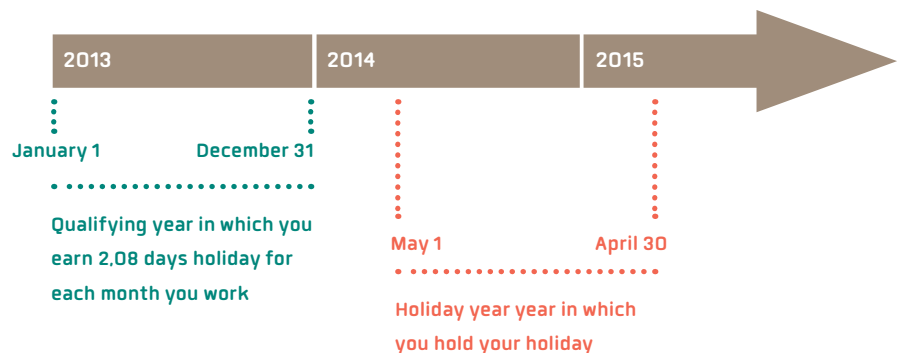 2013
2014
2015
January 1
December 31
Qualifying year in which you
earn 2,08 days holiday for
each month you work
May 1
April 30
Holiday year year in which
you hold your holiday